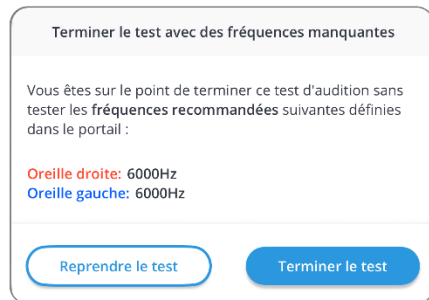 Terminer le test avec des fréquences manquantes
Vous êtes sur le point de terminer ce test d'audition sans
tester les fréquences recommandées suivantes définies
dans le portail :
Oreille droite: 6000Hz
Oreille gauche: 6000Hz
Reprendre le test
Terminer le test